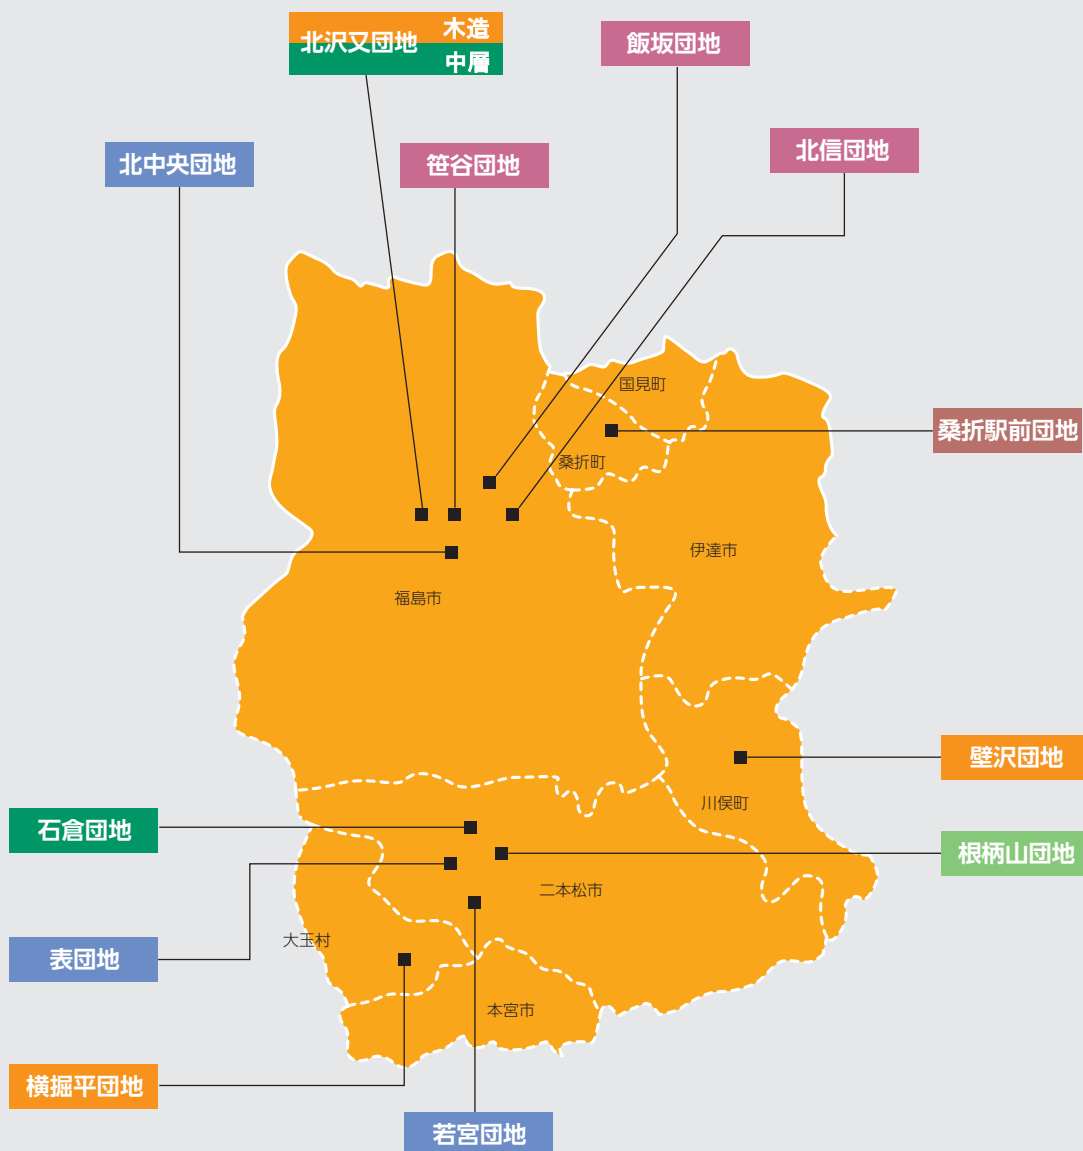 北沢又団地 木造
中層
飯坂団地
北信団地
北中央団地
笹谷団地
国見町
桑折駅前団地
桑折町
伊達市
福島市
壁沢団地
川俣町
石倉団地
根柄山団地
二本松市
大玉村
表団地
本宮市
横掘平団地
若宮団地